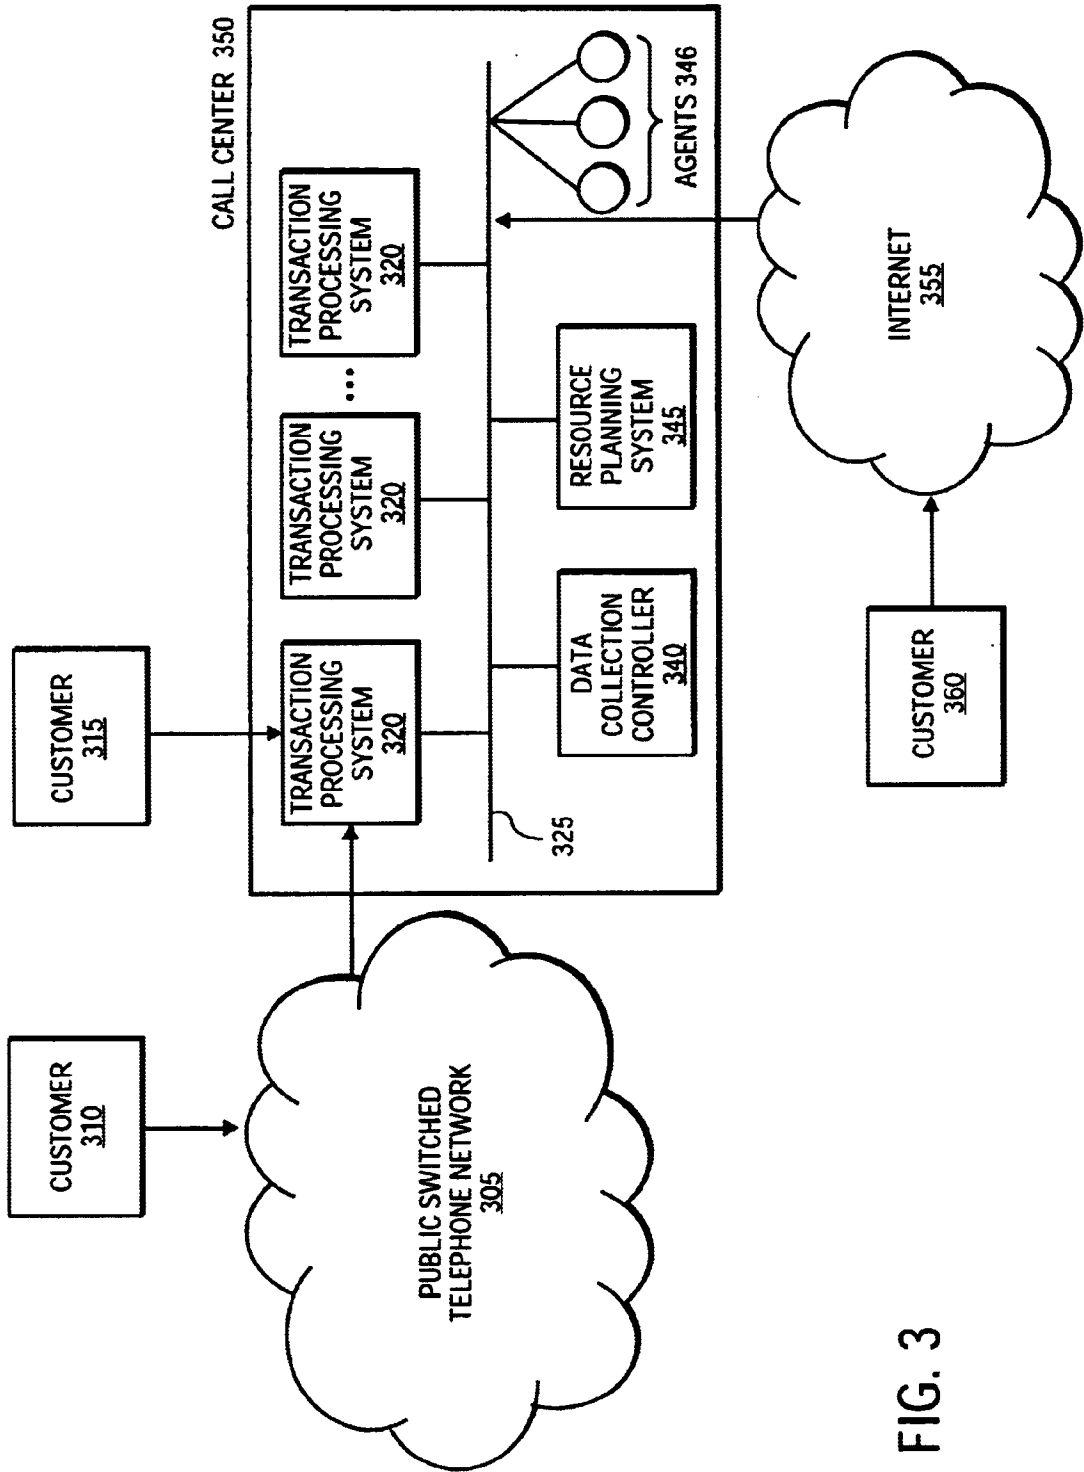 CUSTOMER
310
CUSTOMER
315
CALL CENTER 350
TRANSACTION
PROCESSING
SYSTEM
320
TRANSACTION
PROCESSING
SYSTEM
320
...
TRANSACTION
PROCESSING
SYSTEM
320
PUBLIC SWITCHED
TELEPHONE NETWORK
305
325
DATA
COLLECTION
CONTROLLER
340
RESOURCE
PLANNING
SYSTEM
345
AGENTS 346
CUSTOMER
360
INTERNET
355
FIG. 3